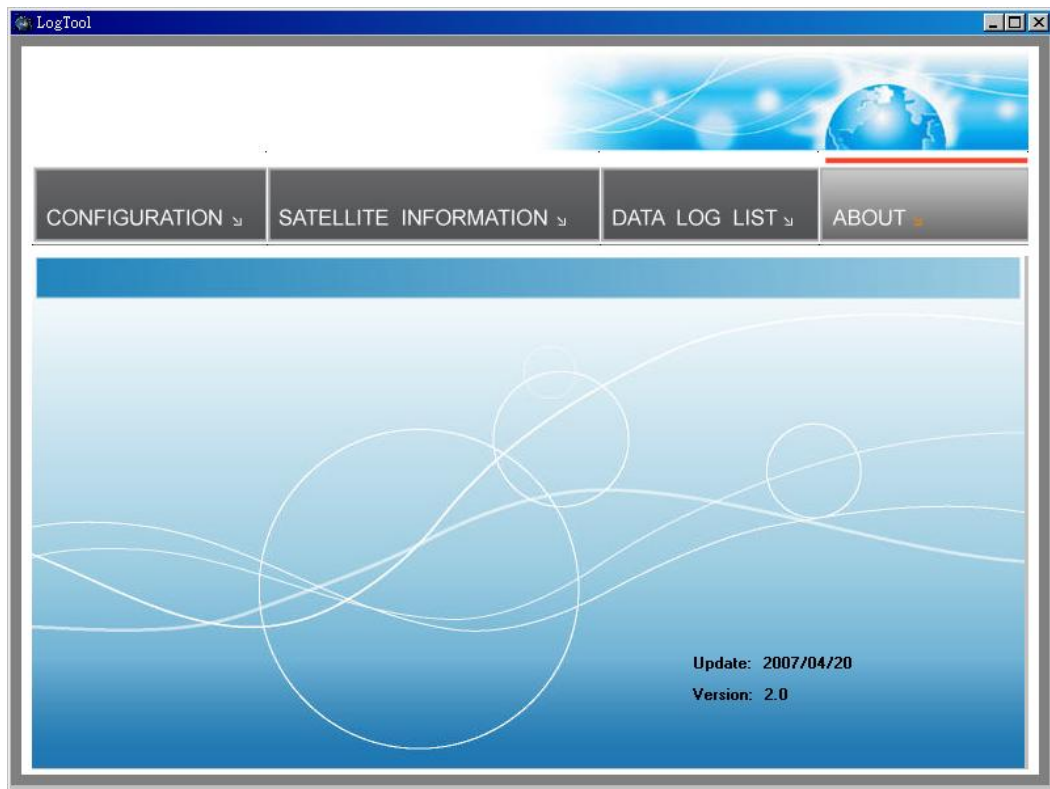 LogTool
CONFIGURATION
SATELLITE INFORMATION
DATA LOG LIST
ABOUT
Update: 2007/04/20
Version: 2.0